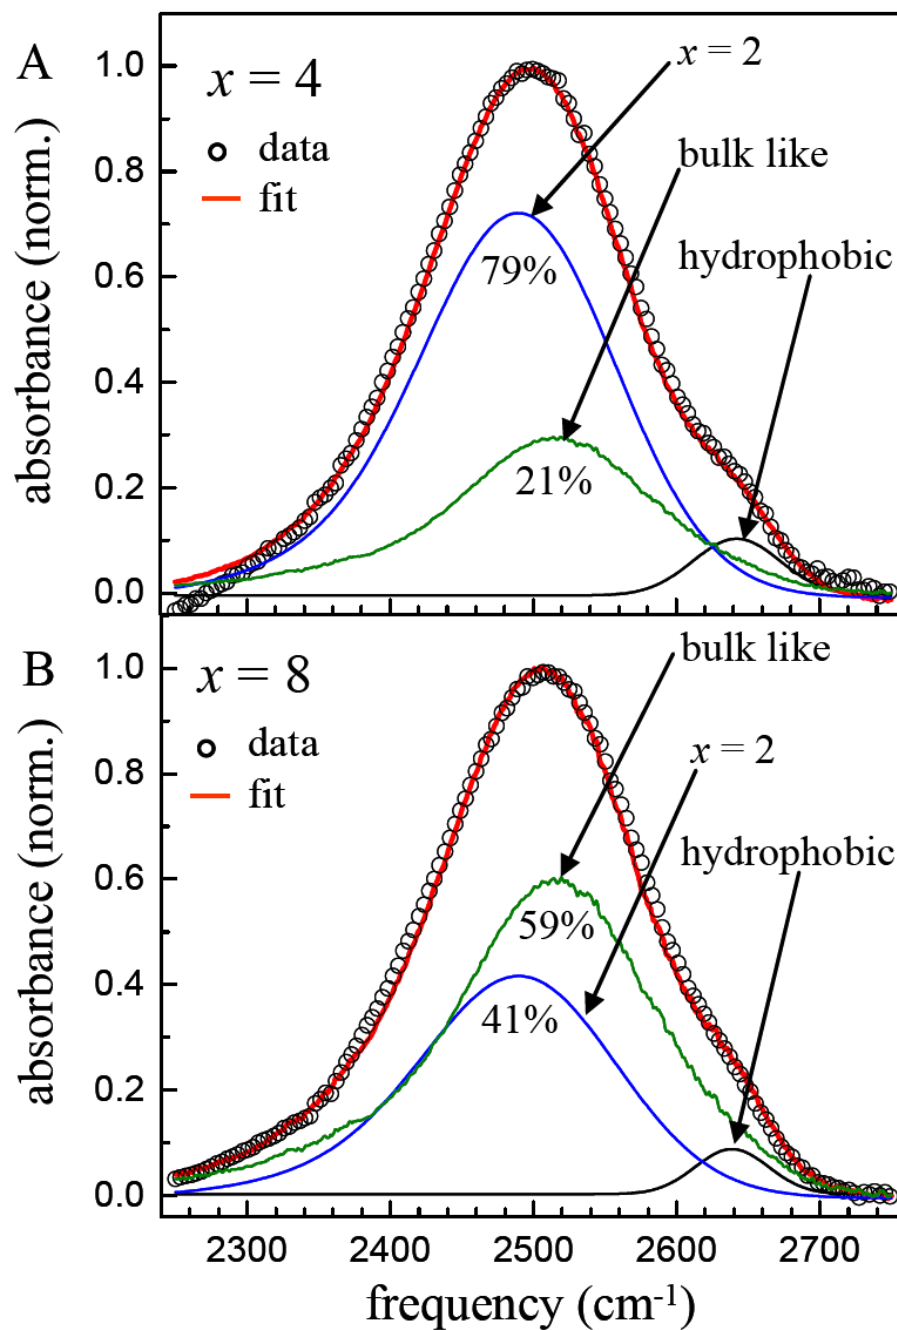 A
x = 4
data
fit
x = 2
bulk like
hydrophobic
79%
21%
absorbance (norm.)
1.0
0.8
0.6
0.4
0.2
0.0
B
x = 8
data
fit
bulk like
x = 2
hydrophobic
59%
41%
absorbance (norm.)
1.0
0.8
0.6
0.4
0.2
0.0
2300 2400 2500 2600 2700
frequency (cm⁻¹)